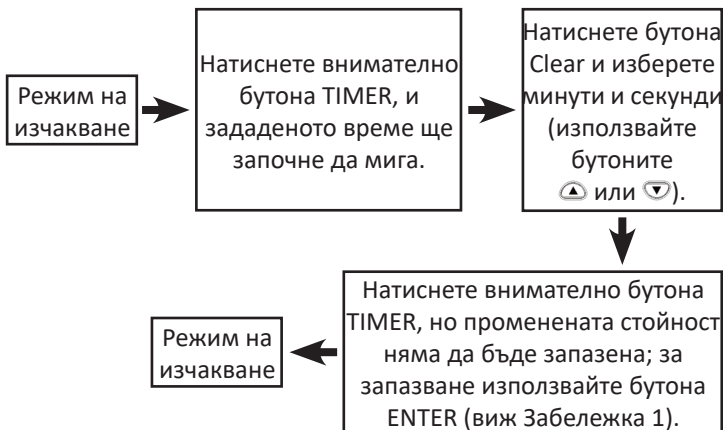 Режим на
изчакване
Натиснете внимателно
бутона TIMER, и
зададеното време ще
започне да мига.
Натиснете бутона
Clear и изберете
минути и секунди
(използвайте
бутоните
▲ или ▼).
Натиснете внимателно бутона
TIMER, но променената стойност
няма да бъде запазена; за
запазване използвайте бутона
ENTER (виж Забележка 1).
Режим на
изчакване